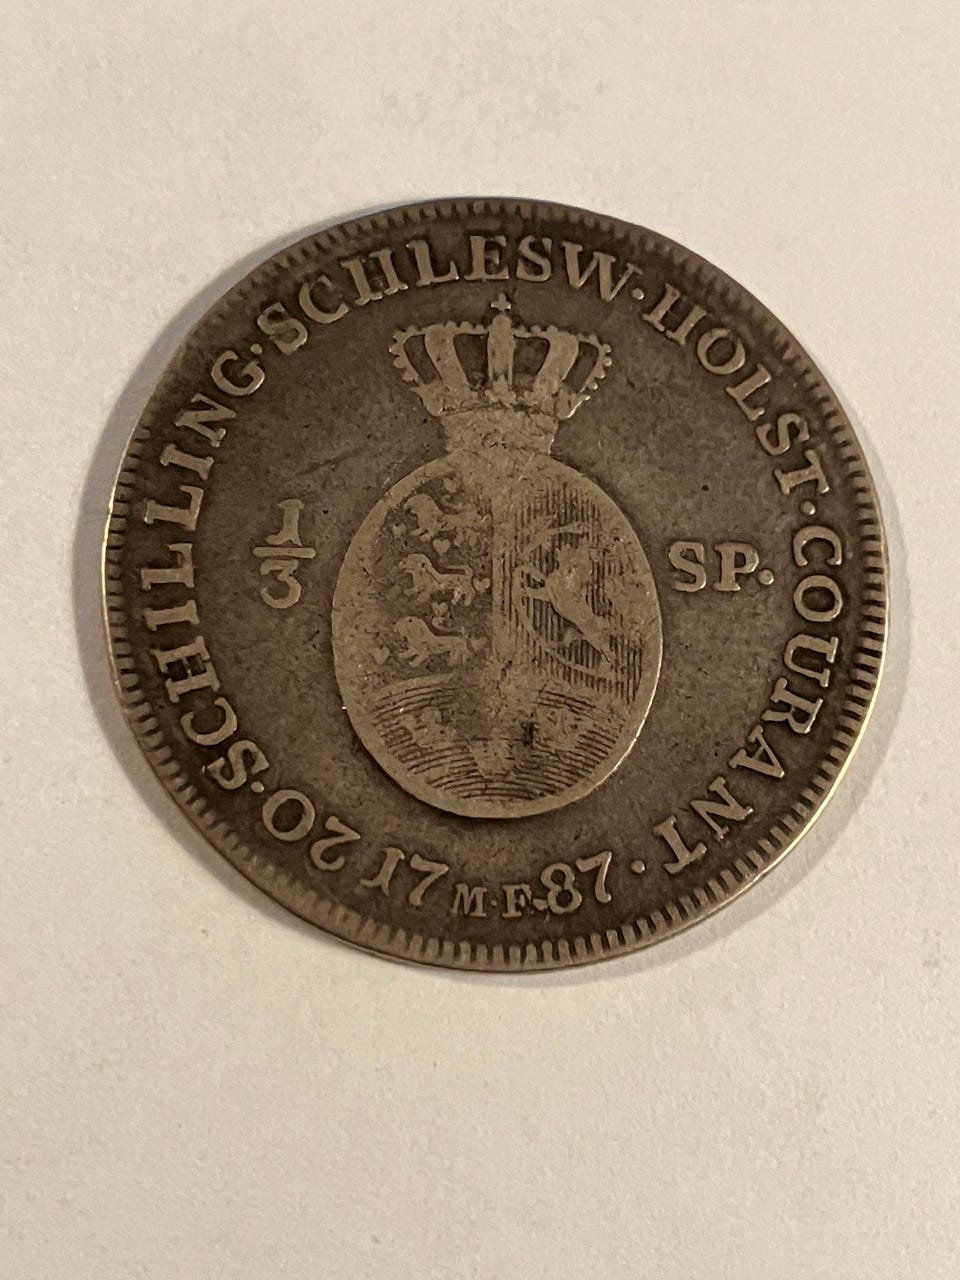 20·SCHILLING·SCHLESW·HOLST·COURANT·
1/3 SP.
17 M·F· 87